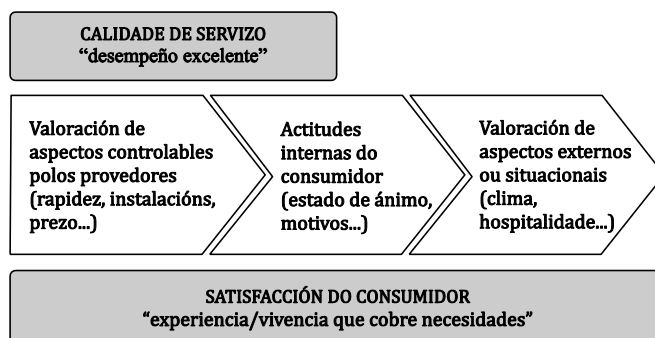 CALIDADE DE SERVIZO
“desempeño excelente”
Valoración de
aspectos controlables
polos provedores
(rapidez, instalacións,
prezo...)
Actitudes
internas do
consumidor
(estado de ánimo,
motivos...)
Valoración de
aspectos externos
ou situacionais
(clima,
hospitalidade...)
SATISFACCIÓN DO CONSUMIDOR
“experiencia/vivencia que cobre necesidades”